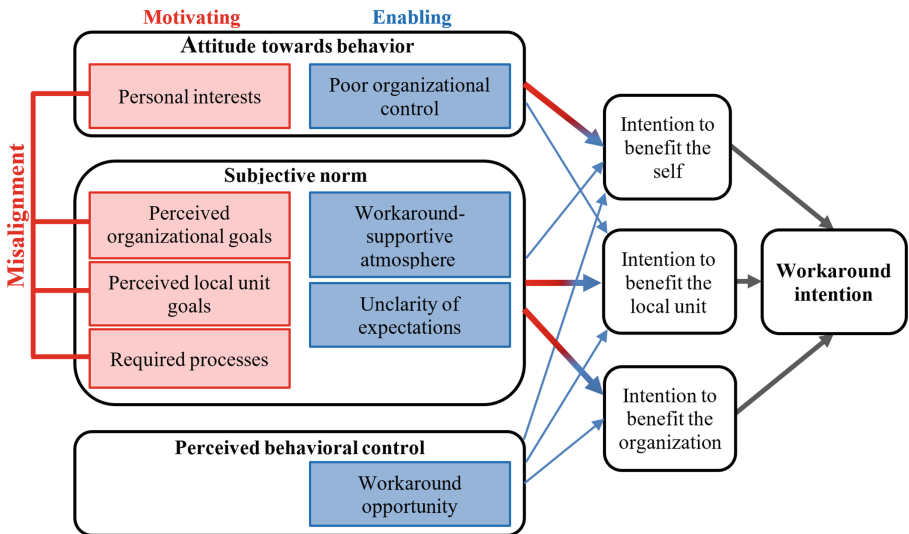 Motivating
Enabling
Misalignment
Attitude towards behavior
Personal interests
Poor organizational
control
Subjective norm
Perceived
organizational goals
Workaround-
supportive
atmosphere
Perceived local unit
goals
Unclarity of
expectations
Required processes
Perceived behavioral control
Workaround
opportunity
Intention to
benefit the
self
Intention to
benefit the
local unit
Intention to
benefit the
organization
Workaround
intention